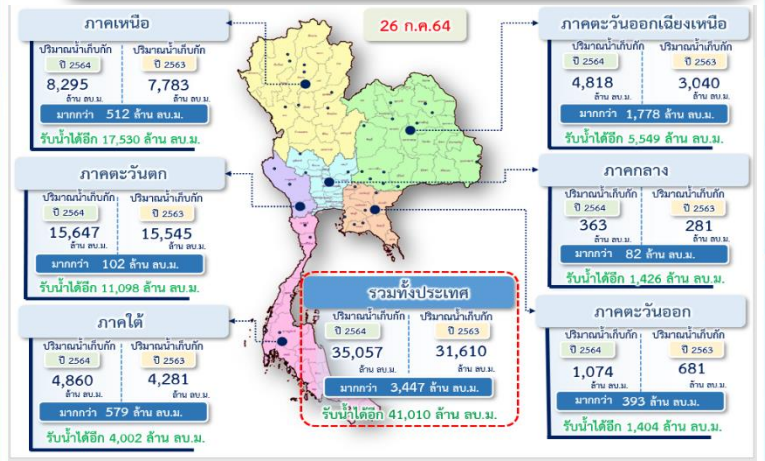 26 ก.ค.64
ภาคเหนือ
ปริมาณน้ำเก็บกัก ปริมาณน้ำเก็บกัก
ปี 2564 ปี 2563
8,295 7,783
ล้าน ลบ.ม. ล้าน ลบ.ม.
มากกว่า 512 ล้าน ลบ.ม.
รับน้ำได้อีก 17,530 ล้าน ลบ.ม.
ภาคตะวันตก
ปริมาณน้ำเก็บกัก ปริมาณน้ำเก็บกัก
ปี 2564 ปี 2563
15,647 15,545
ล้าน ลบ.ม. ล้าน ลบ.ม.
มากกว่า 102 ล้าน ลบ.ม.
รับน้ำได้อีก 11,098 ล้าน ลบ.ม.
ภาคใต้
ปริมาณน้ำเก็บกัก ปริมาณน้ำเก็บกัก
ปี 2564 ปี 2563
4,860 4,281
ล้าน ลบ.ม. ล้าน ลบ.ม.
มากกว่า 579 ล้าน ลบ.ม.
รับน้ำได้อีก 4,002 ล้าน ลบ.ม.
รวมทั้งประเทศ
ปริมาณน้ำเก็บกัก ปริมาณน้ำเก็บกัก
ปี 2564 ปี 2563
35,057 31,610
ล้าน ลบ.ม. ล้าน ลบ.ม.
มากกว่า 3,447 ล้าน ลบ.ม.
รับน้ำได้อีก 41,010 ล้าน ลบ.ม.
ภาคตะวันออกเฉียงเหนือ
ปริมาณน้ำเก็บกัก ปริมาณน้ำเก็บกัก
ปี 2564 ปี 2563
4,818 3,040
ล้าน ลบ.ม. ล้าน ลบ.ม.
มากกว่า 1,778 ล้าน ลบ.ม.
รับน้ำได้อีก 5,549 ล้าน ลบ.ม.
ภาคกลาง
ปริมาณน้ำเก็บกัก ปริมาณน้ำเก็บกัก
ปี 2564 ปี 2563
363 281
ล้าน ลบ.ม. ล้าน ลบ.ม.
มากกว่า 82 ล้าน ลบ.ม.
รับน้ำได้อีก 1,426 ล้าน ลบ.ม.
ภาคตะวันออก
ปริมาณน้ำเก็บกัก ปริมาณน้ำเก็บกัก
ปี 2564 ปี 2563
1,074 681
ล้าน ลบ.ม. ล้าน ลบ.ม.
มากกว่า 393 ล้าน ลบ.ม.
รับน้ำได้อีก 1,404 ล้าน ลบ.ม.